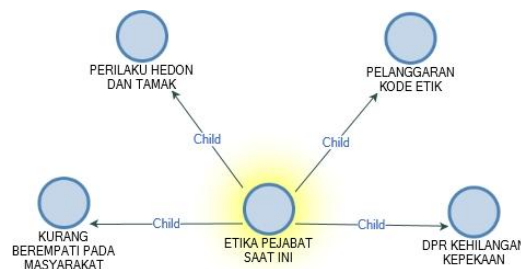 PERILAKU HEDON
DAN TAMAK
PELANGGARAN
KODE ETIK
Child
Child
Child
Child
KURANG
BEREMPATI PADA
MASYARAKAT
ETIKA PEJABAT
SAAT INI
DPR KEHILANGAN
KEPEKAAN